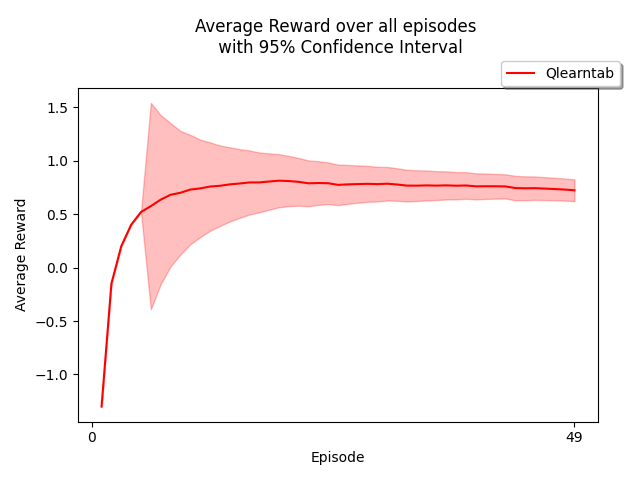 Average Reward over all episodes
with 95% Confidence Interval
Qlearntab
1.5
1.0
0.5
0.0
−0.5
−1.0
Average Reward
0
49
Episode